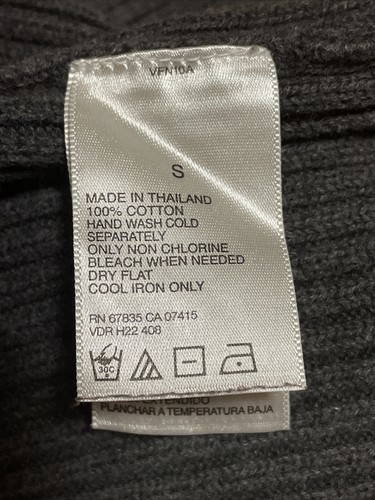 VFN10A
S
MADE IN THAILAND
100% COTTON
HAND WASH COLD
SEPARATELY
ONLY NON CHLORINE
BLEACH WHEN NEEDED
DRY FLAT
COOL IRON ONLY
RN 67835 CA 07415
VDR H22 408
30C
PLANCHAR A TEMPERATURA BAJA